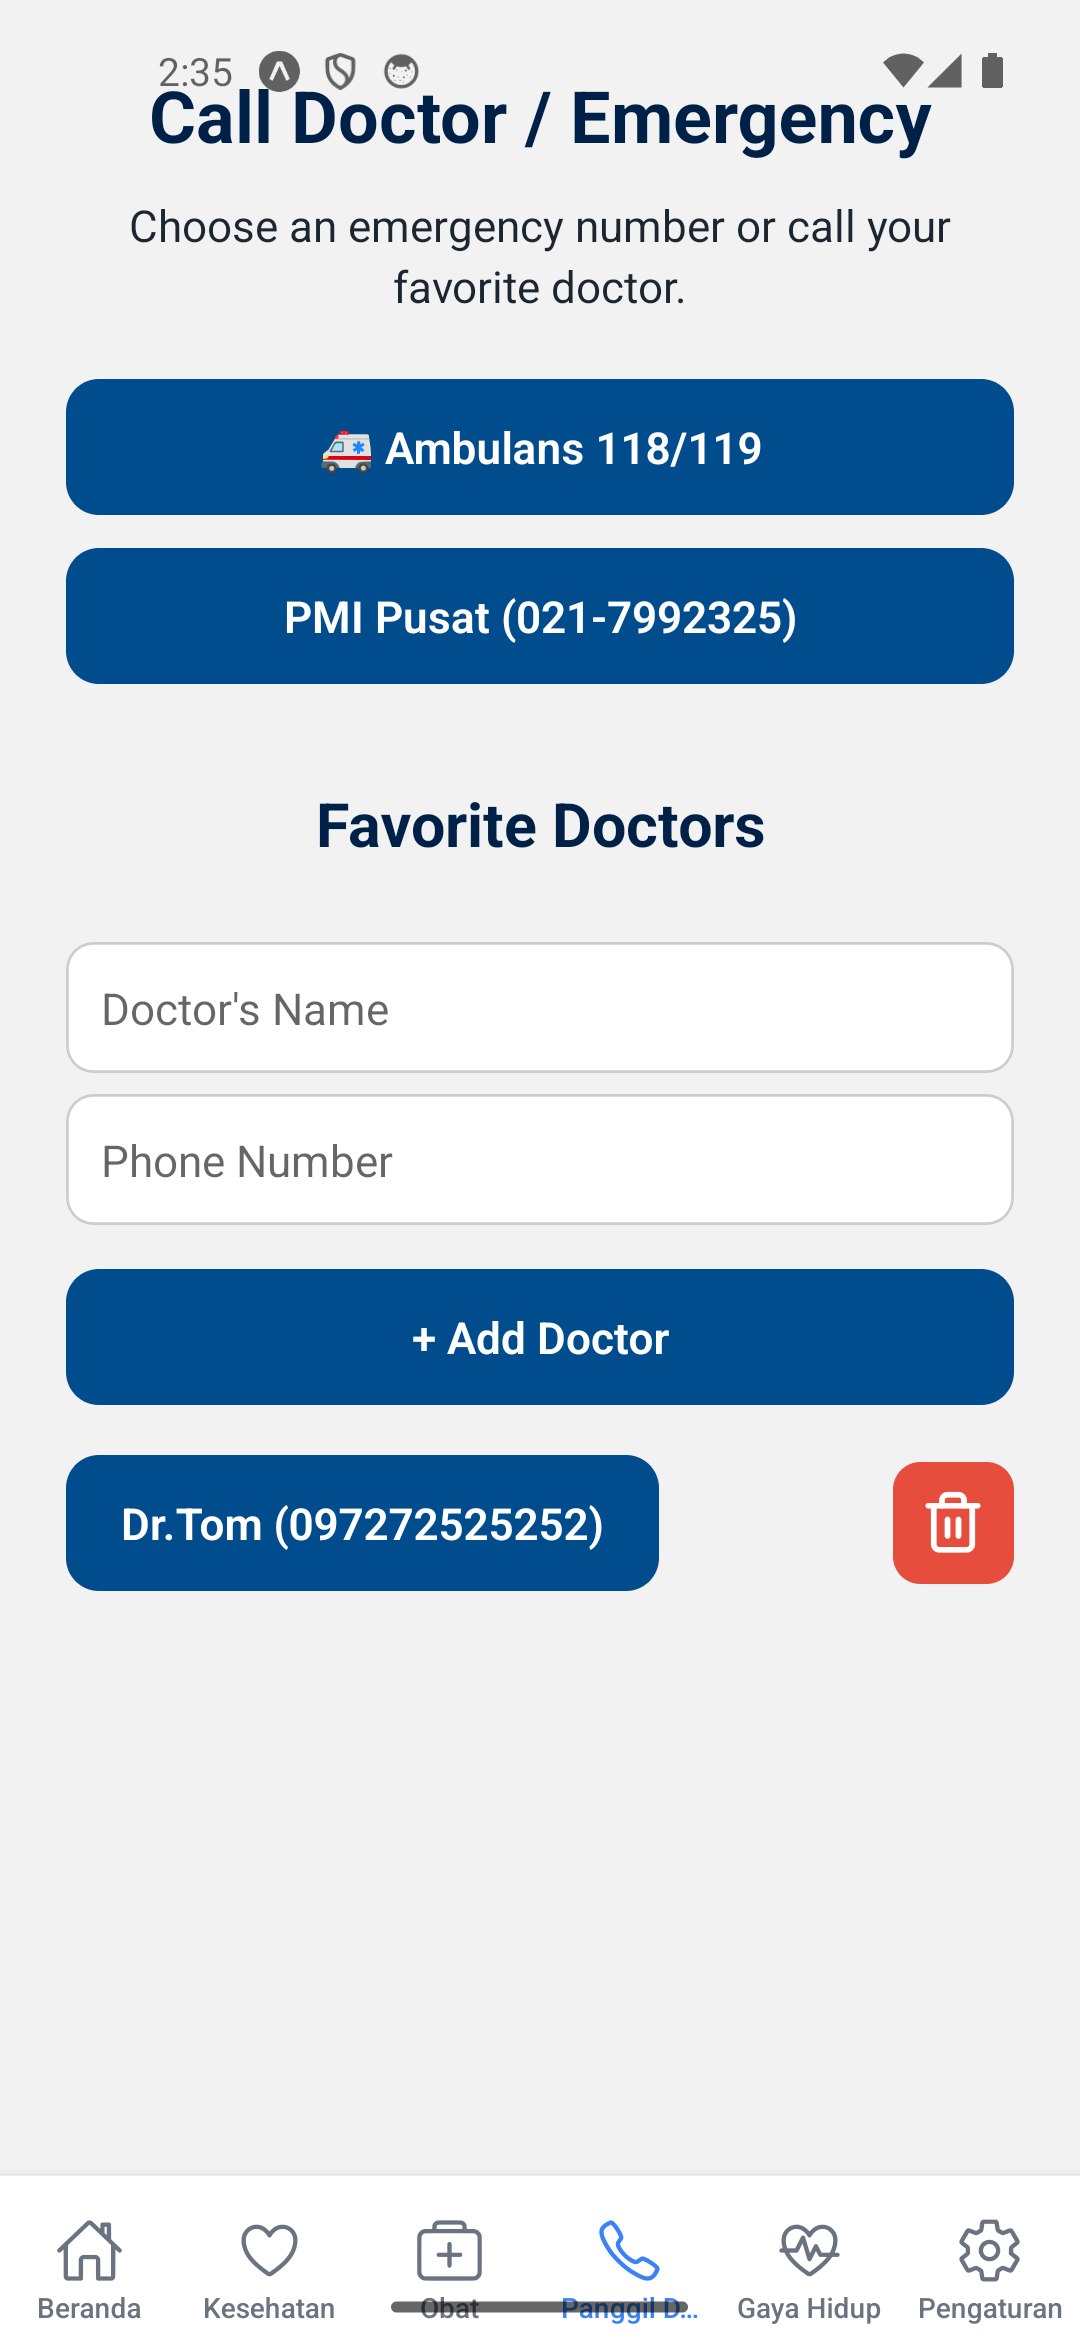 2:35
Call Doctor / Emergency
Choose an emergency number or call your
favorite doctor.
🚑 Ambulans 118/119
PMI Pusat (021-7992325)
Favorite Doctors
Doctor's Name
Phone Number
+ Add Doctor
Dr.Tom (097272525252)
Beranda
Kesehatan
Obat
Panggil D...
Gaya Hidup
Pengaturan